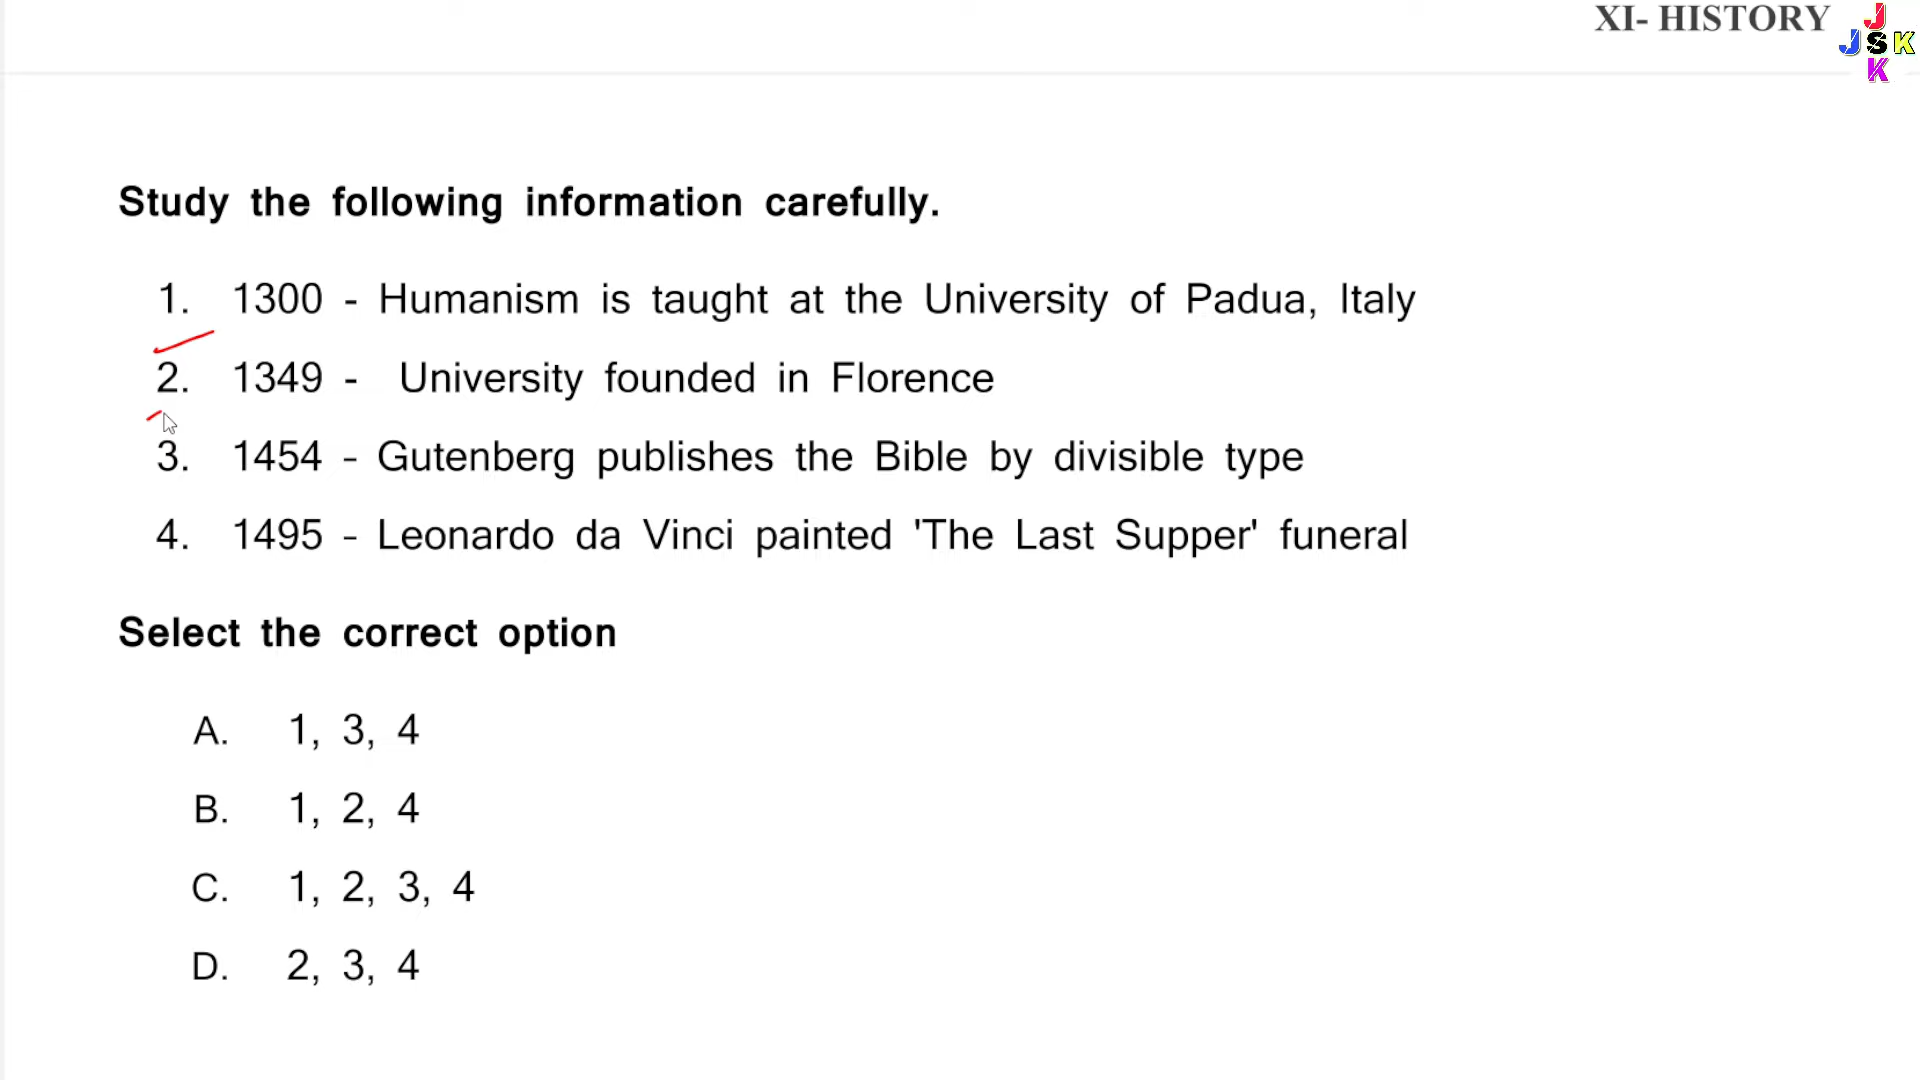 XI- HISTORY
J
JSK
K
Study the following information carefully.
1. 1300 - Humanism is taught at the University of Padua, Italy
2. 1349 - University founded in Florence
3. 1454 – Gutenberg publishes the Bible by divisible type
4. 1495 – Leonardo da Vinci painted 'The Last Supper' funeral
Select the correct option
A. 1, 3, 4
B. 1, 2, 4
C. 1, 2, 3, 4
D. 2, 3, 4